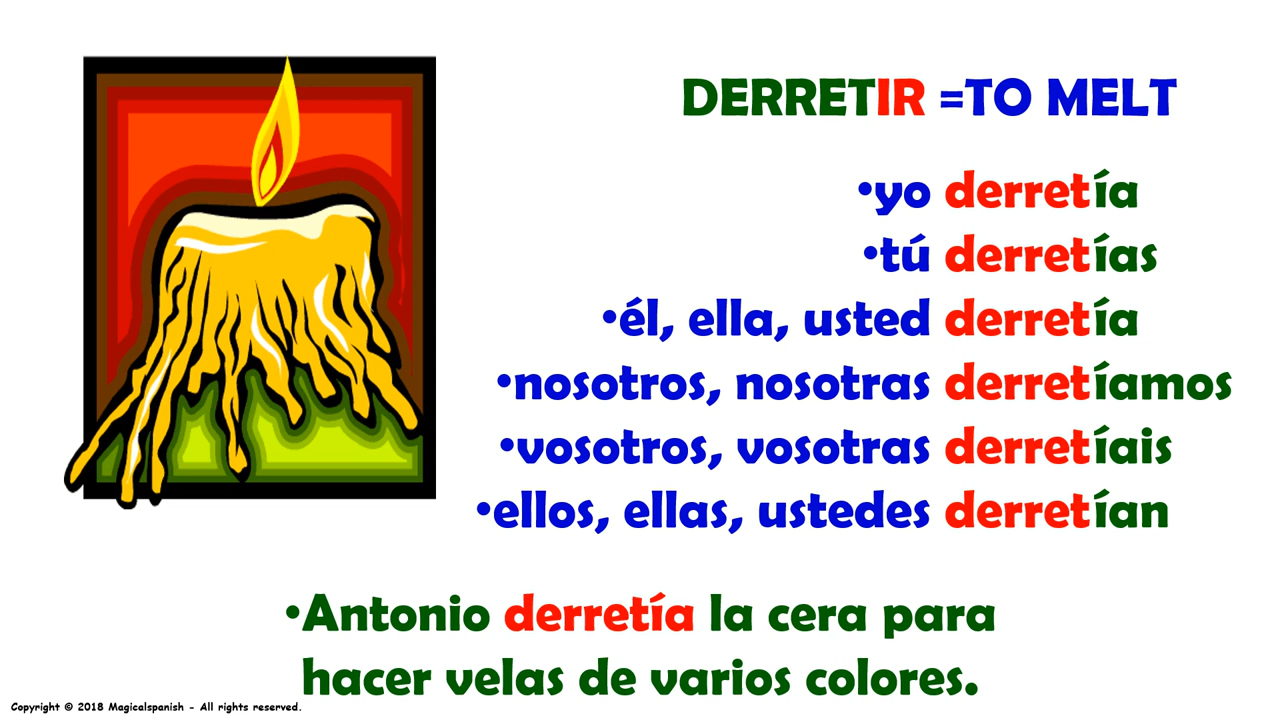 DERRETIR =TO MELT
•yo derretía
•tú derretías
•él, ella, usted derretía
•nosotros, nosotras derretíamos
•vosotros, vosotras derretíais
•ellos, ellas, ustedes derretían
•Antonio derretía la cera para
hacer velas de varios colores.
Copyright © 2018 Magicalspanish - All rights reserved.